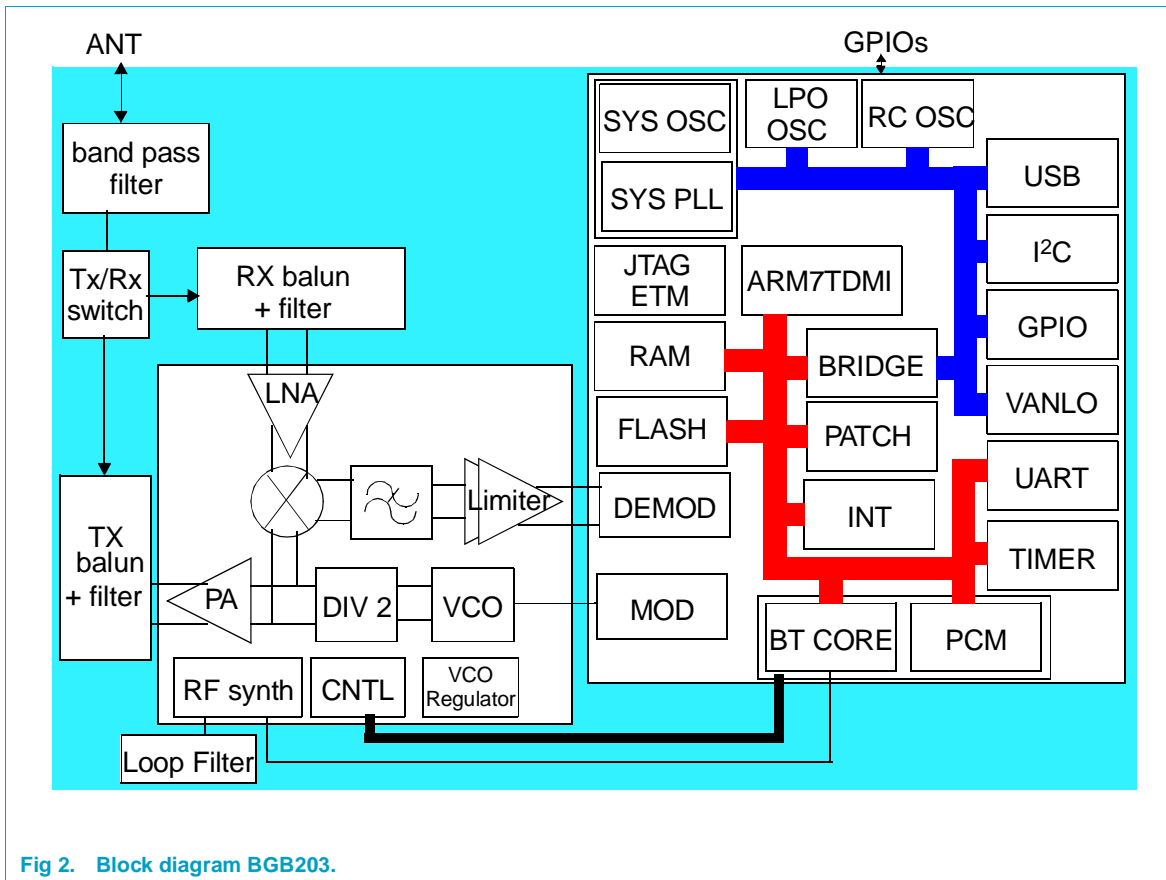 ANT
GPIOs
band pass
filter
Tx/Rx
switch
RX balun
+ filter
LNA
Limiter
TX
balun
+ filter
PA
DIV 2
VCO
RF synth
CNTL
VCO
Regulator
Loop Filter
SYS OSC
LPO
OSC
RC OSC
SYS PLL
USB
I²C
GPIO
VANLO
JTAG
ETM
ARM7TDMI
RAM
BRIDGE
FLASH
PATCH
UART
DEMOD
INT
TIMER
MOD
BT CORE
PCM
Fig 2. Block diagram BGB203.